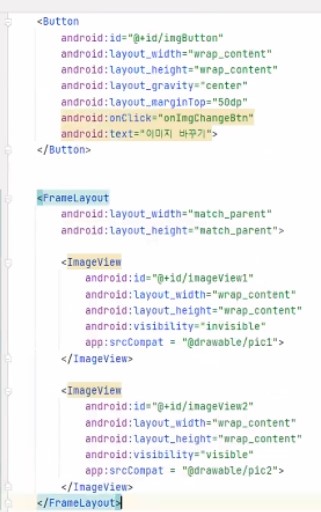 <Button
android:id="@+id/imgButton"
android:layout_width="wrap_content"
android:layout_height="wrap_content"
android:layout_gravity="center"
android:layout_marginTop="50dp"
android:onClick="onImgChangeBtn"
android:text="이미지 바꾸기">
</Button>
<FrameLayout
android:layout_width="match_parent"
android:layout_height="match_parent">
<ImageView
android:id="@+id/imageView1"
android:layout_width="wrap_content"
android:layout_height="wrap_content"
android:visibility="invisible"
app:srcCompat = "@drawable/pic1">
</ImageView>
<ImageView
android:id="@+id/imageView2"
android:layout_width="wrap_content"
android:layout_height="wrap_content"
android:visibility="visible"
app:srcCompat = "@drawable/pic2">
</ImageView>
</FrameLayout>